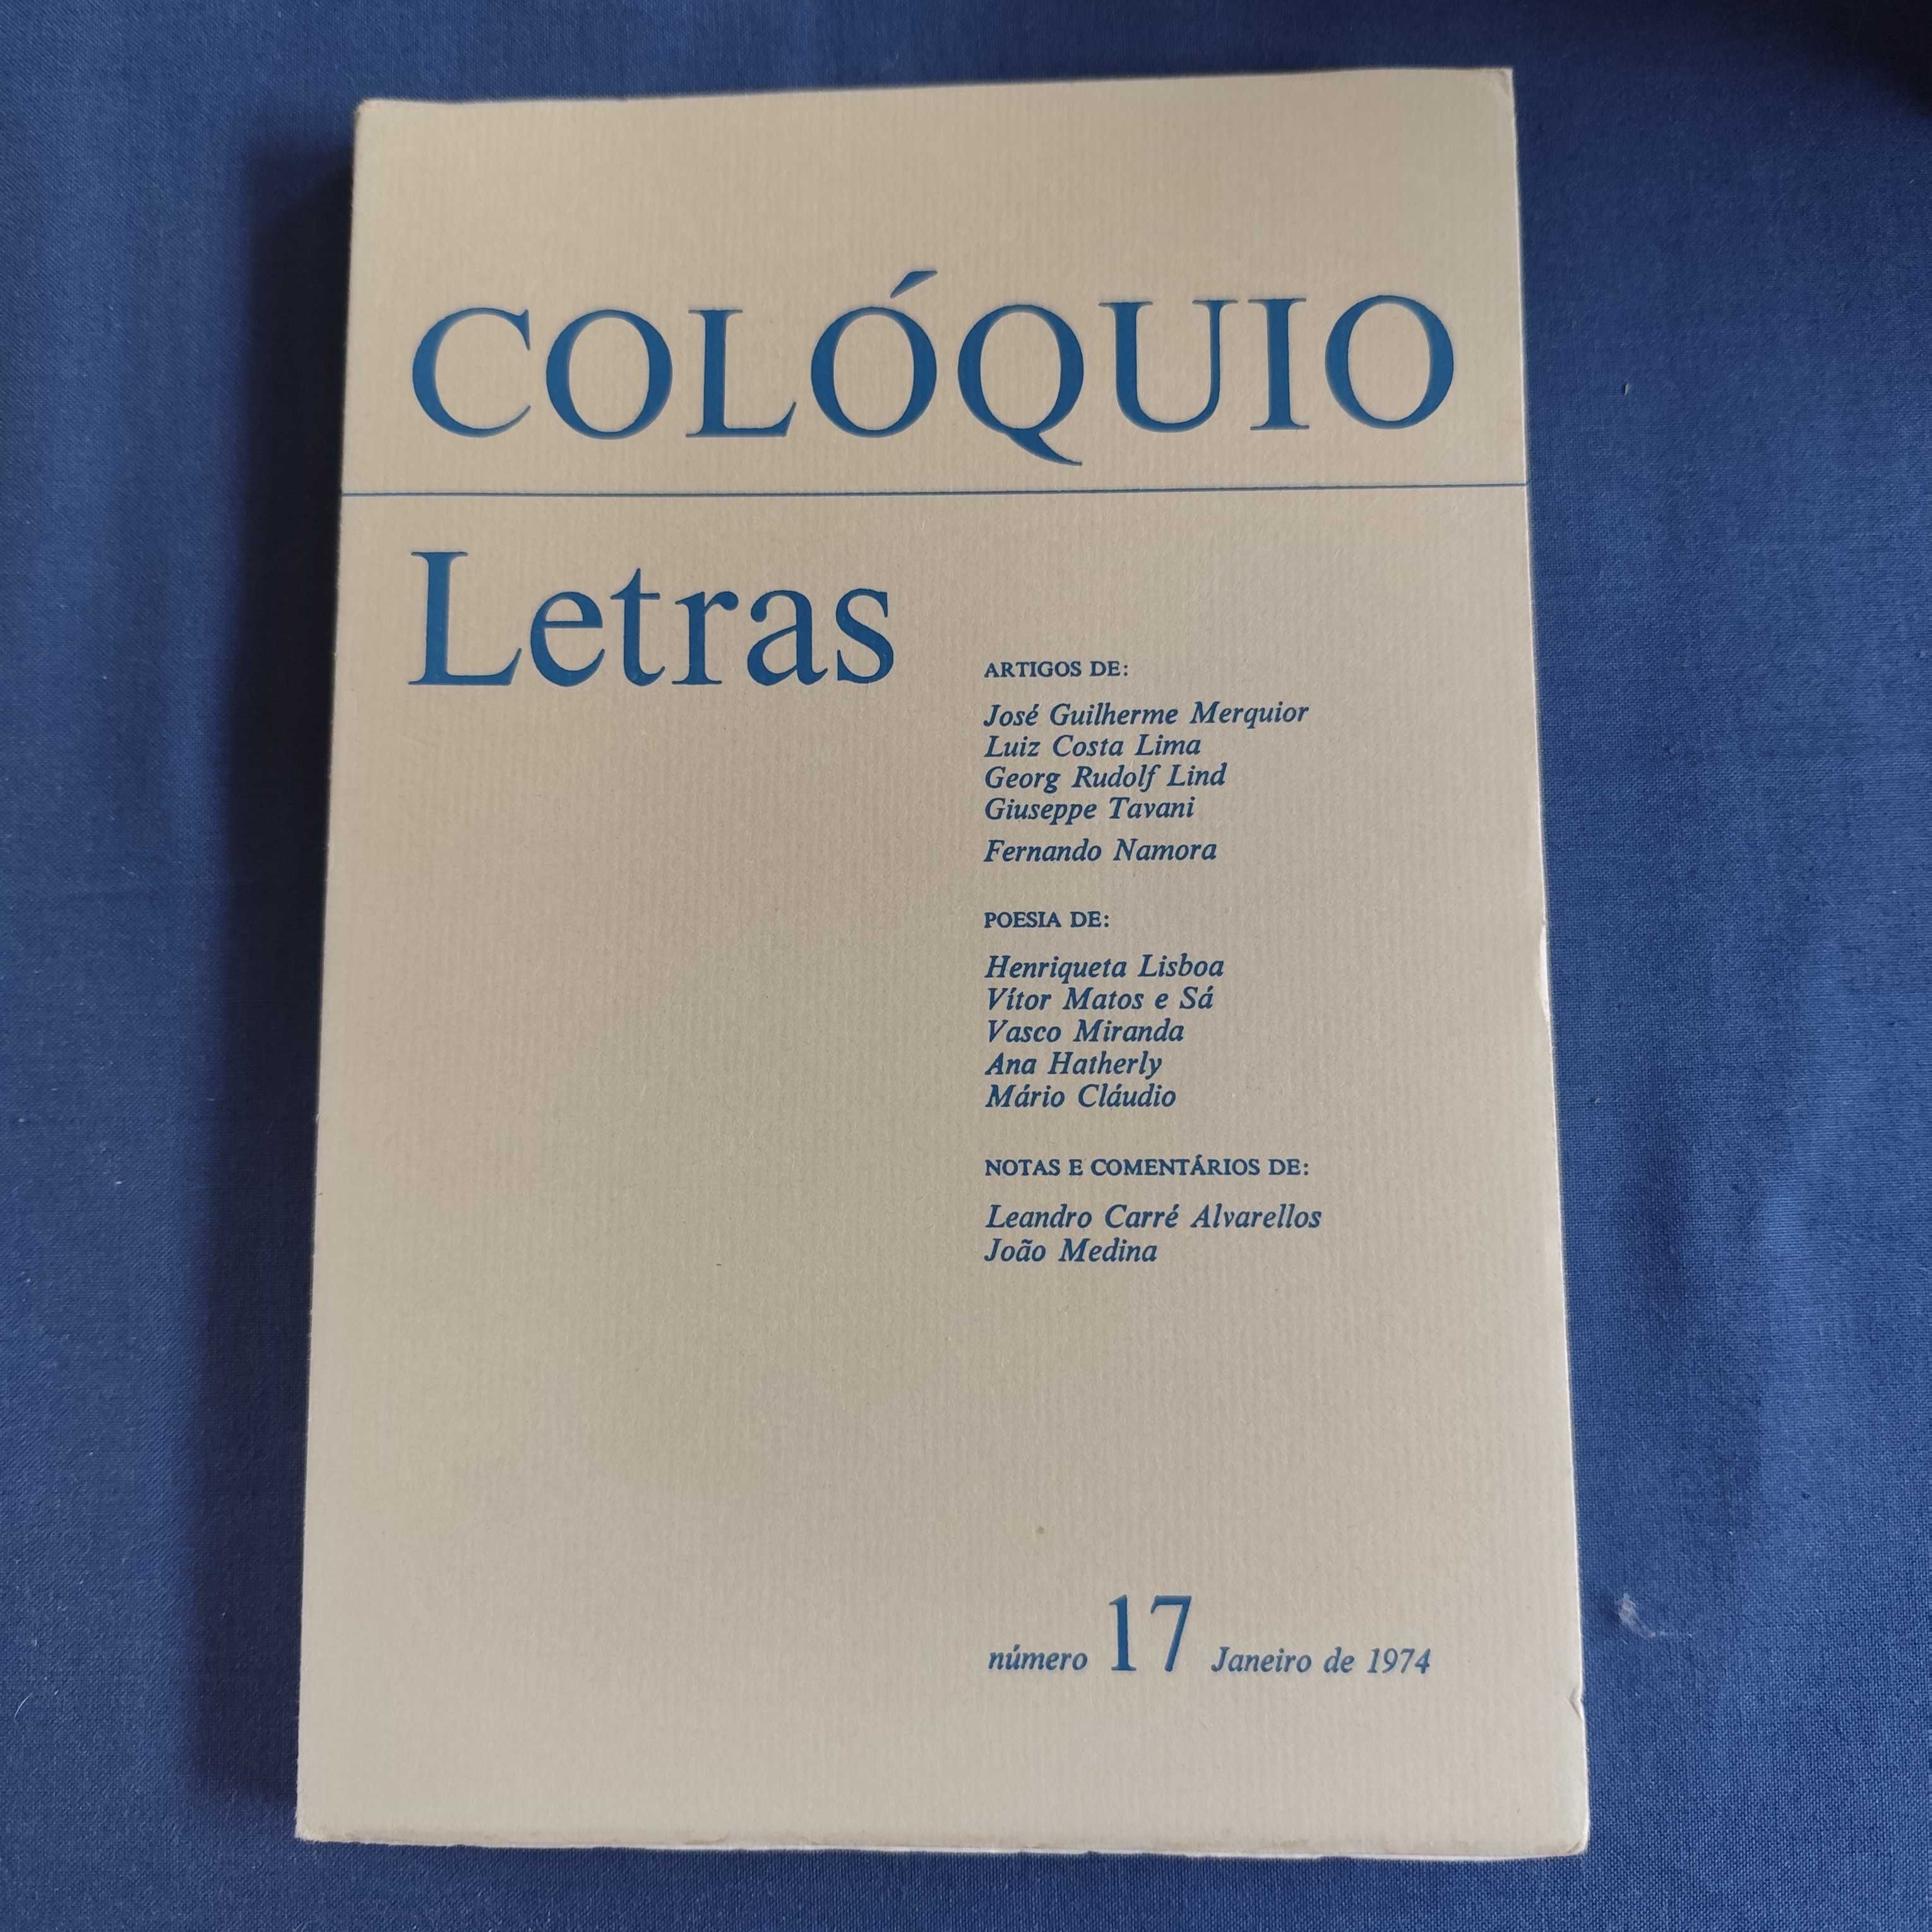 COLÓQUIO
Letras
ARTIGOS DE:
José Guilherme Merquior
Luiz Costa Lima
Georg Rudolf Lind
Giuseppe Tavani
Fernando Namora
POESIA DE:
Henriqueta Lisboa
Vítor Matos e Sá
Vasco Miranda
Ana Hatherly
Mário Cláudio
NOTAS E COMENTÁRIOS DE:
Leandro Carré Alvarellos
João Medina
número 17 Janeiro de 1974